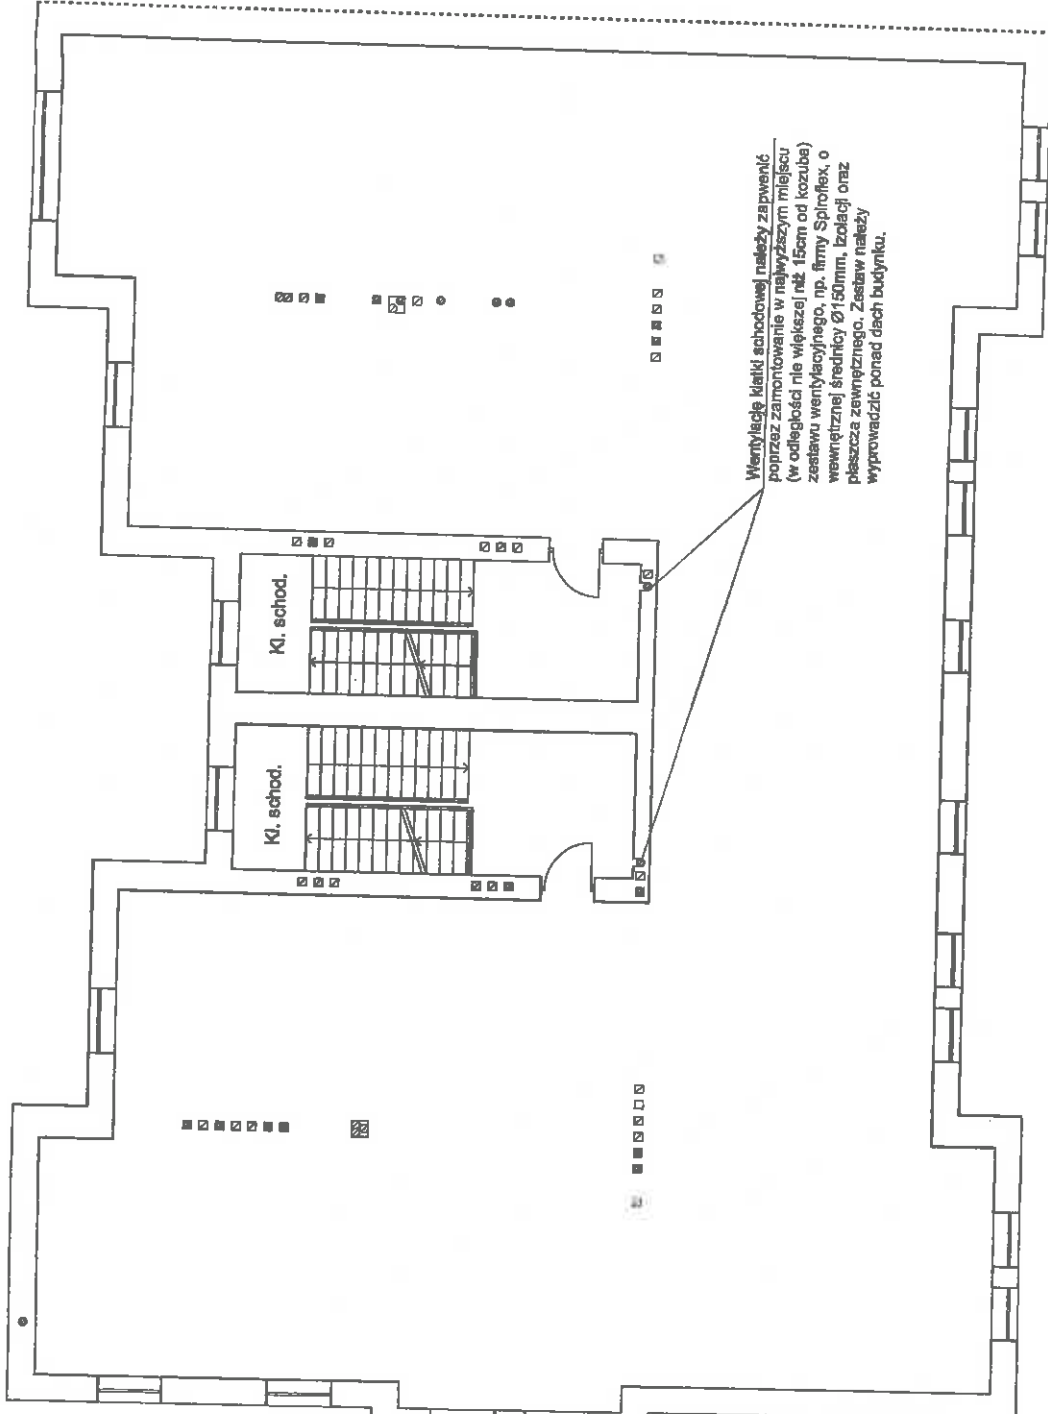 Kl. schod.
Kl. schod.
Wentylację klatki schodowej należy zapwenić
poprzez zamontowanie w najwyższym miejscu
(w odległości nie większej niż 15cm od kozuba)
zestawu wentylacyjnego, np. firmy Spiroflex, o
wewnętrznej średnicy Ø150mm, izolacji oraz
płaszcza zewnętrznego. Zestaw należy
wyprowadzić ponad dach budynku.